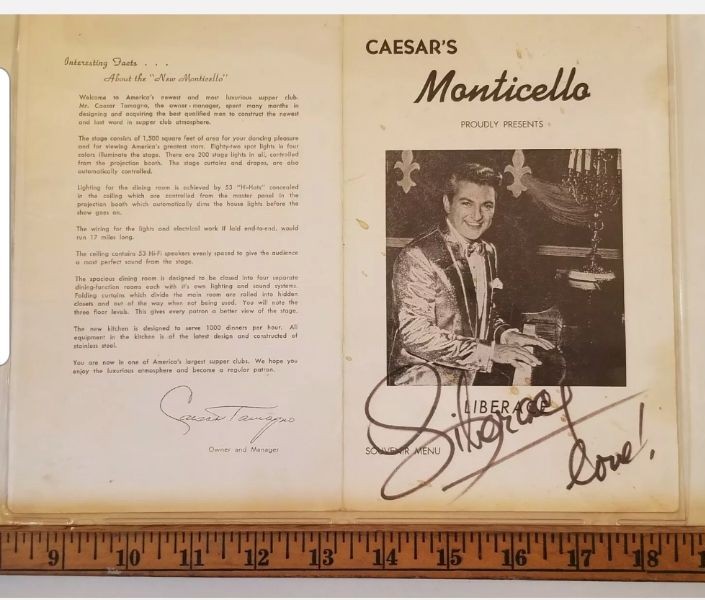 Interesting Facts . . .
About the "New Monticello"
Welcome to America's newest and most luxurious supper club.
Mr. Caesar Tamagno, the owner-manager, spent many months in
designing and acquiring the best qualified men to construct the newest
and last word in supper club atmosphere.
The stage consists of 1,500 square feet of area for your dancing pleasure
and for viewing America's greatest stars. Eighty-two spot lights in four
colors illuminate the stage. There are 200 stage lights in all, controlled
from the projection booth. The stage curtains and drapes, are also
automatically controlled.
Lighting for the dining room is achieved by 53 "Hi-Hats" concealed
in the ceiling which are controlled from the master panel in the
projection booth which automatically dims the house lights before the
show goes on.
The wiring for the lights and electrical work if laid end-to-end, would
run 17 miles long.
The ceiling contains 53 Hi-Fi speakers evenly spaced to give the audience
a most perfect sound from the stage.
The spacious dining room is designed to be closed into four separate
dining-function rooms each with it's own lighting and sound systems.
Folding curtains which divide the main room are rolled into hidden
closets and out of the way when not being used. You will note the
three floor levels. This gives every patron a better view of the stage.
The new kitchen is designed to serve 1000 dinners per hour. All
equipment in the kitchen is of the latest design and constructed of
stainless steel.
You are now in one of America's largest supper clubs. We hope you
enjoy the luxurious atmosphere and become a regular patron.
Caesar Tamagno
Owner and Manager
CAESAR'S
Monticello
PROUDLY PRESENTS
LIBERACE
Liberace
SOUVENIR MENU
love!
9 10 11 12 13 14 15 16 17 18